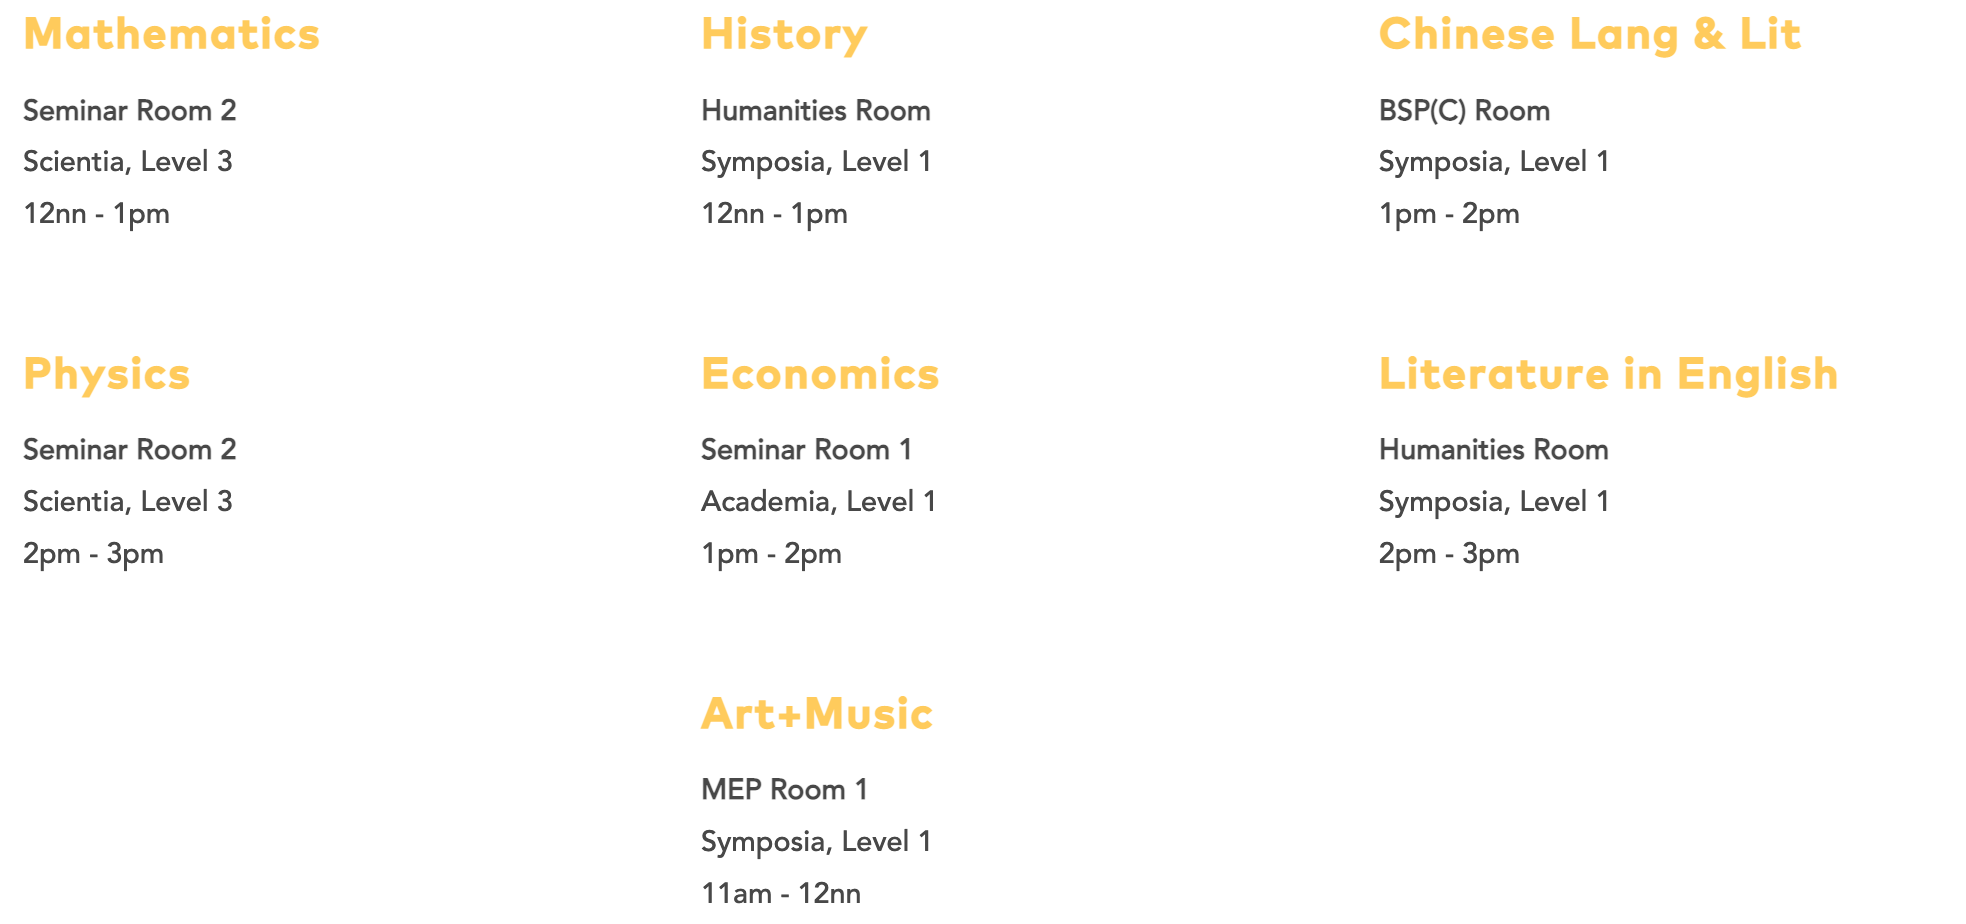 Mathematics
Seminar Room 2
Scientia, Level 3
12nn - 1pm
History
Humanities Room
Symposia, Level 1
12nn - 1pm
Chinese Lang & Lit
BSP(C) Room
Symposia, Level 1
1pm - 2pm
Physics
Seminar Room 2
Scientia, Level 3
2pm - 3pm
Economics
Seminar Room 1
Academia, Level 1
1pm - 2pm
Literature in English
Humanities Room
Symposia, Level 1
2pm - 3pm
Art+Music
MEP Room 1
Symposia, Level 1
11am - 12nn